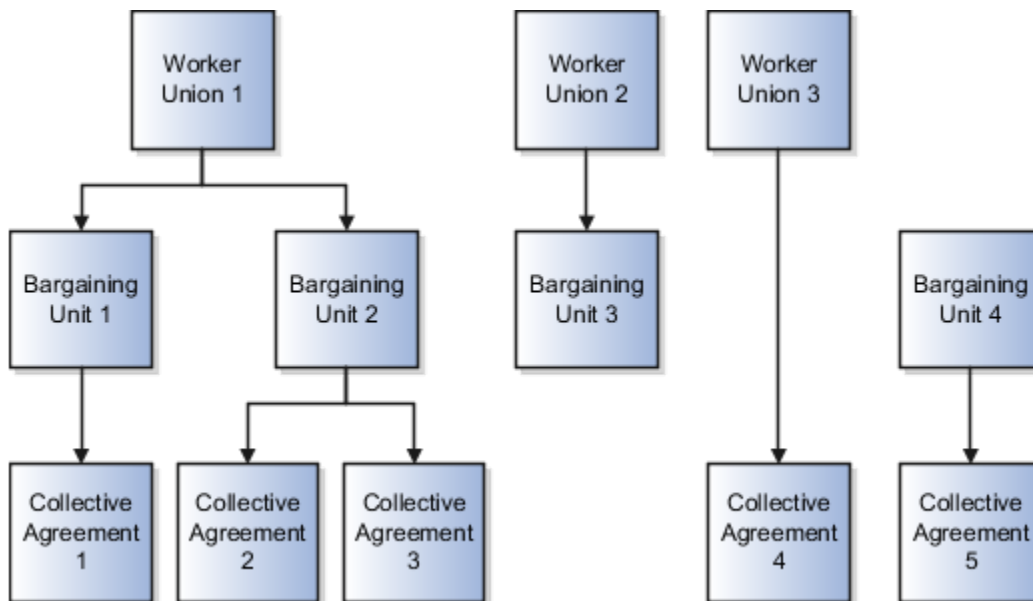 Worker
Union 1
Worker
Union 2
Worker
Union 3
Bargaining
Unit 1
Bargaining
Unit 2
Bargaining
Unit 3
Bargaining
Unit 4
Collective
Agreement
1
Collective
Agreement
2
Collective
Agreement
3
Collective
Agreement
4
Collective
Agreement
5